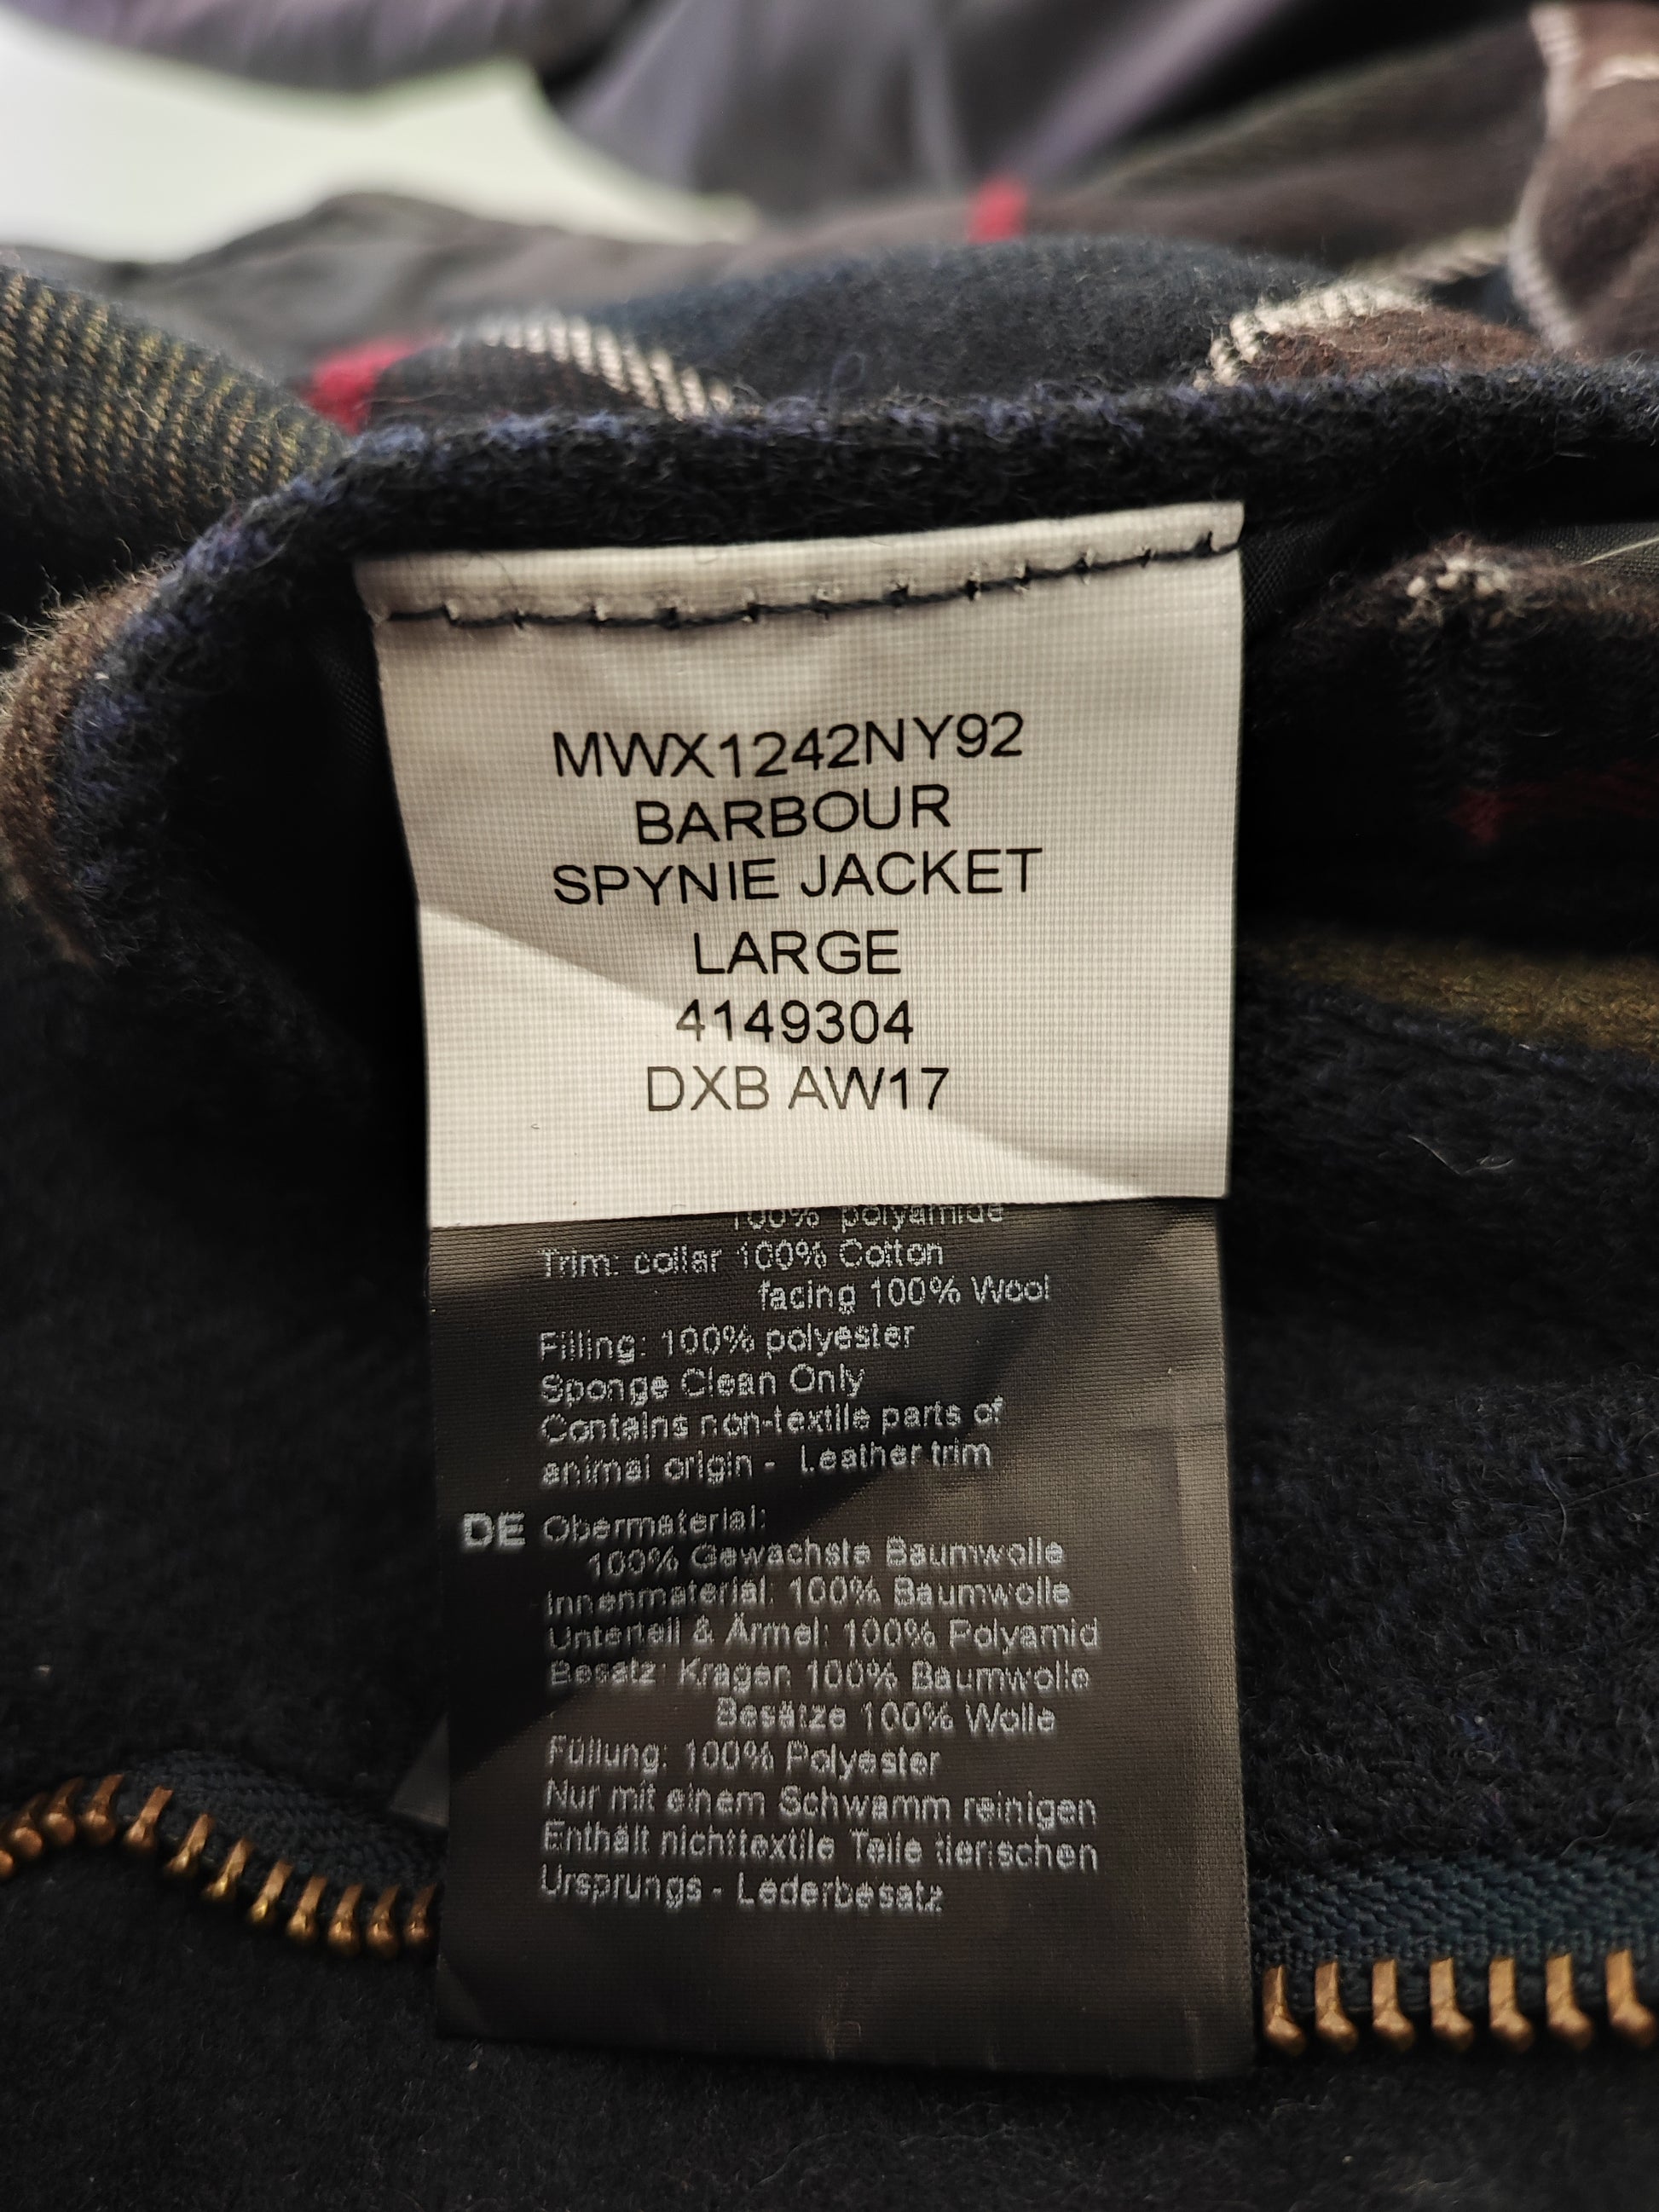 MWX1242NY92
BARBOUR
SPYNIE JACKET
LARGE
4149304
DXB AW17
100% polyamide
Trim: collar 100% Cotton
facing 100% Wool
Filling: 100% polyester
Sponge Clean Only
Contains non-textile parts of
animal origin - Leather trim
DE Obermaterial:
100% Gewachste Baumwolle
Innenmaterial: 100% Baumwolle
Unterteil & Ärmel: 100% Polyamid
Besatz: Kragen 100% Baumwolle
Besätze 100% Wolle
Füllung: 100% Polyester
Nur mit einem Schwamm reinigen
Enthält nichttextile Teile tierischen
Ursprungs - Lederbesatz